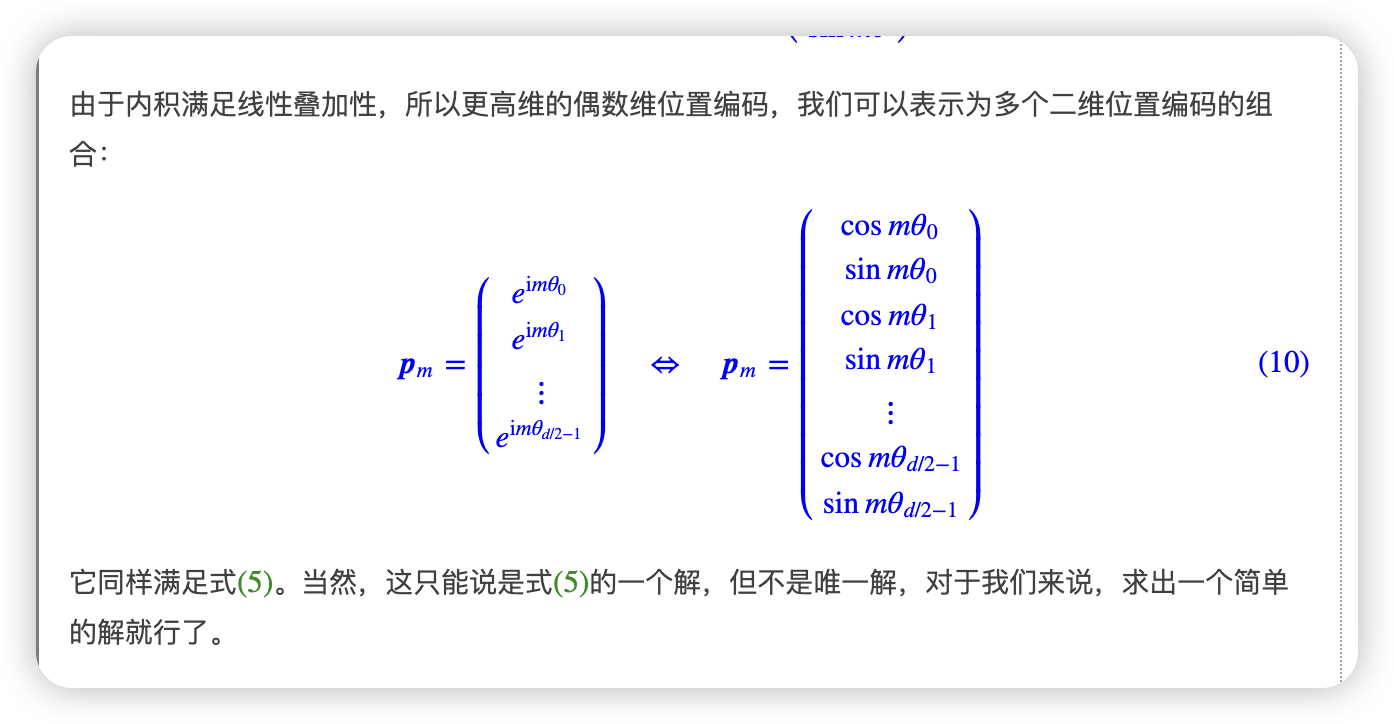 由于内积满足线性叠加性，所以更高维的偶数维位置编码，我们可以表示为多个二维位置编码的组
合：
$$\boldsymbol{p}_m = \begin{pmatrix} e^{\text{i}m\theta_0} \\ e^{\text{i}m\theta_1} \\ \vdots \\ e^{\text{i}m\theta_{d/2-1}} \end{pmatrix} \quad \Leftrightarrow \quad \boldsymbol{p}_m = \begin{pmatrix} \cos m\theta_0 \\ \sin m\theta_0 \\ \cos m\theta_1 \\ \sin m\theta_1 \\ \vdots \\ \cos m\theta_{d/2-1} \\ \sin m\theta_{d/2-1} \end{pmatrix} \quad (10)$$
它同样满足式(5)。当然，这只能说是式(5)的一个解，但不是唯一解，对于我们来说，求出一个简单
的解就行了。